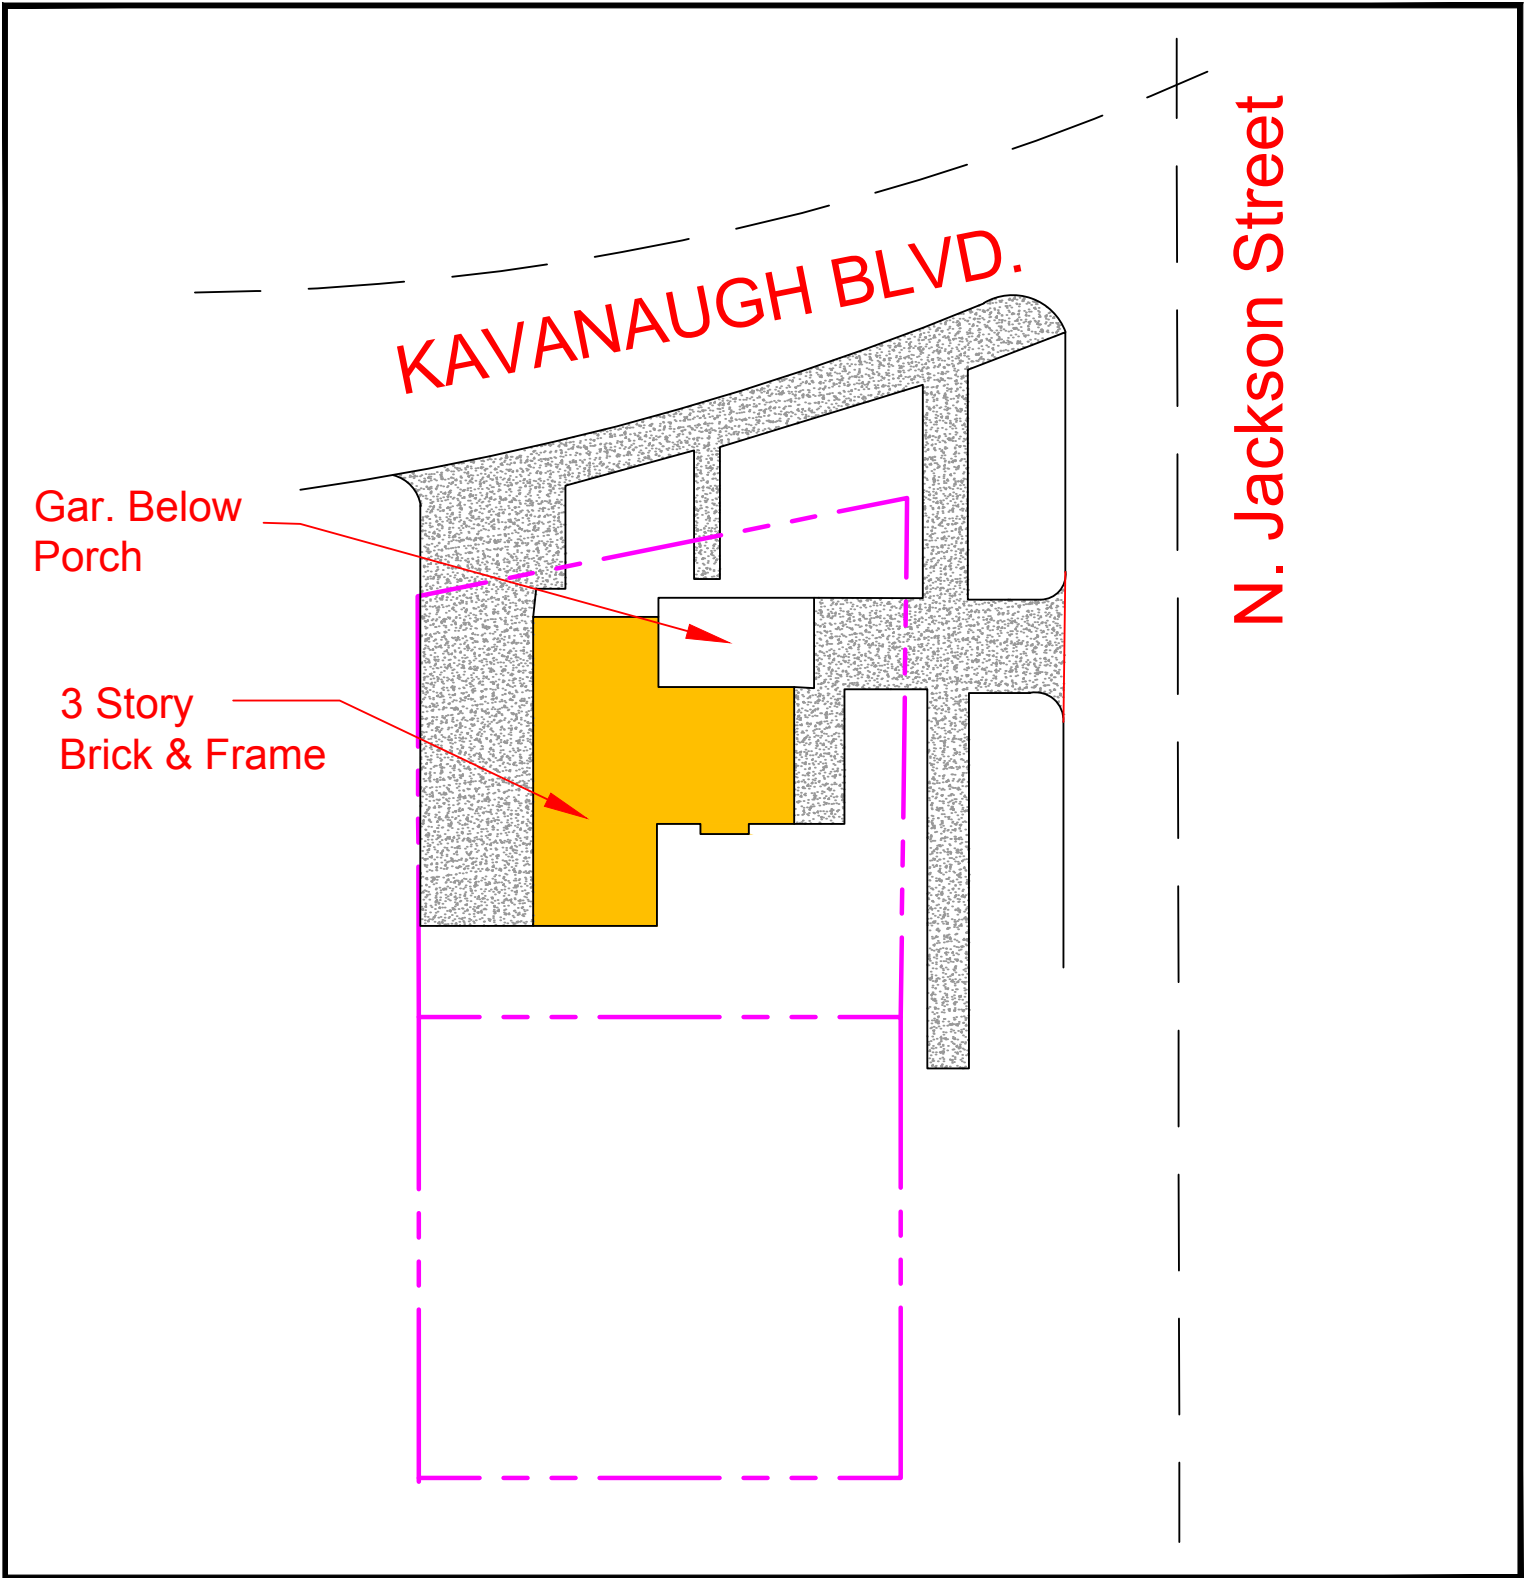 KAVANAUGH BLVD.
N. Jackson Street
Gar. Below
Porch
3 Story
Brick & Frame